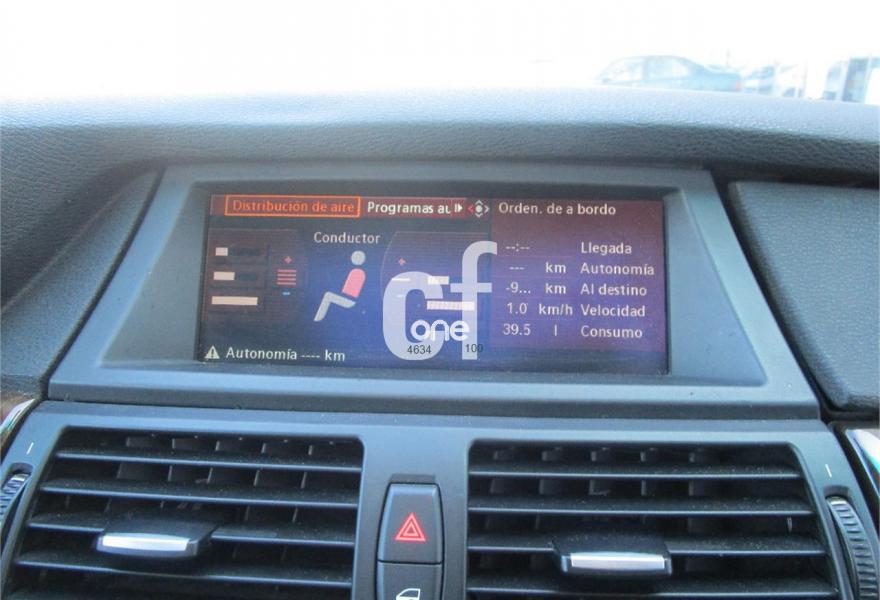 Distribución de aire Programas au
Orden. de a bordo
Conductor
--:-- Llegada
--- km Autonomía
-9... km Al destino
1.0 km/h Velocidad
39.5 l Consumo
Autonomía ---- km
cf
one
4634 100